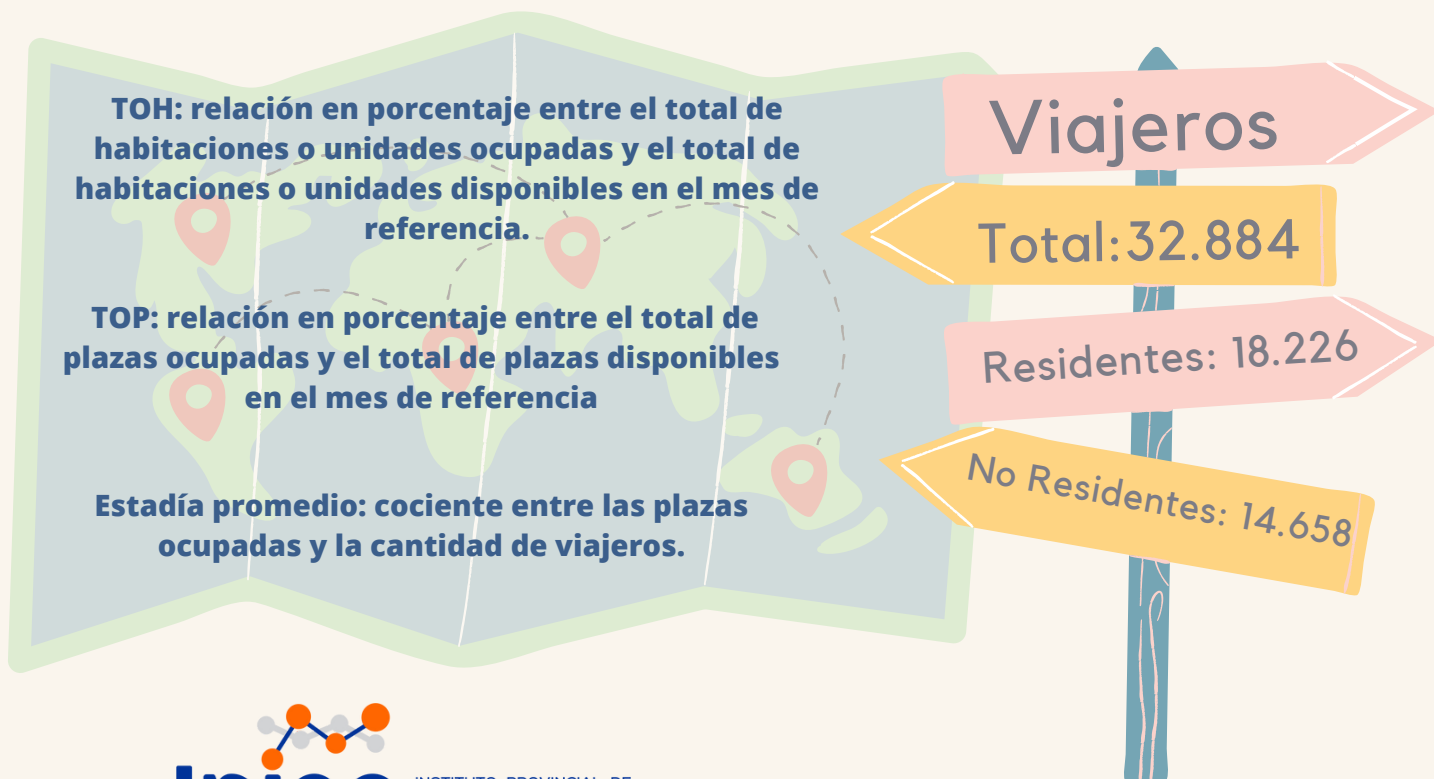 TOH: relación en porcentaje entre el total de
habitaciones o unidades ocupadas y el total de
habitaciones o unidades disponibles en el mes de
referencia.
TOP: relación en porcentaje entre el total de
plazas ocupadas y el total de plazas disponibles
en el mes de referencia
Estadía promedio: cociente entre las plazas
ocupadas y la cantidad de viajeros.
Viajeros
Total:32.884
Residentes: 18.226
No Residentes: 14.658